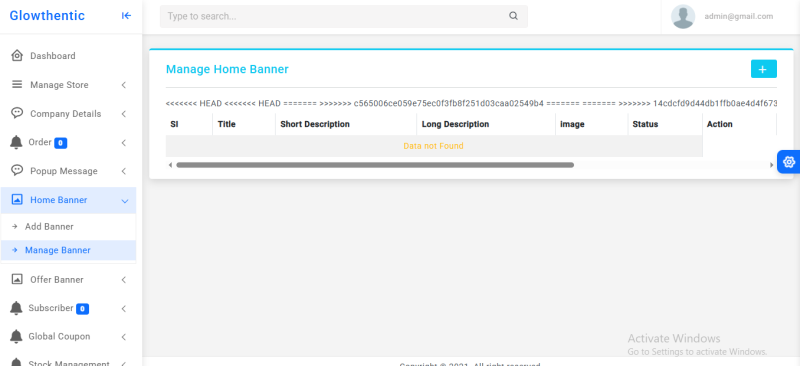 Glowthentic
Type to search...
admin@gmail.com
Dashboard
Manage Store
Company Details
Order 0
Popup Message
Home Banner
Add Banner
Manage Banner
Offer Banner
Subscriber 0
Global Coupon
Stock Management
Manage Home Banner
+
<<<<<<< HEAD <<<<<<< HEAD ======= >>>>>>> c565006ce059e75ec0f3fb8f251d03caa02549b4 ======= ======= >>>>>>> 14cdcfd9d44db1ffb0ae4d4f673
Sl Title Short Description Long Description image Status Action
Data not Found
Activate Windows
Go to Settings to activate Windows.
Copyright © 2021. All right reserved.